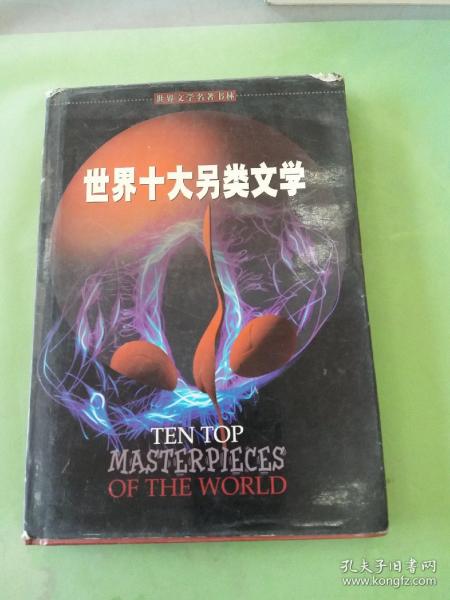 世界文学名著书林
世界十大另类文学
TEN TOP
MASTERPIECES
OF THE WORLD
孔夫子旧书网
www.kongfz.com